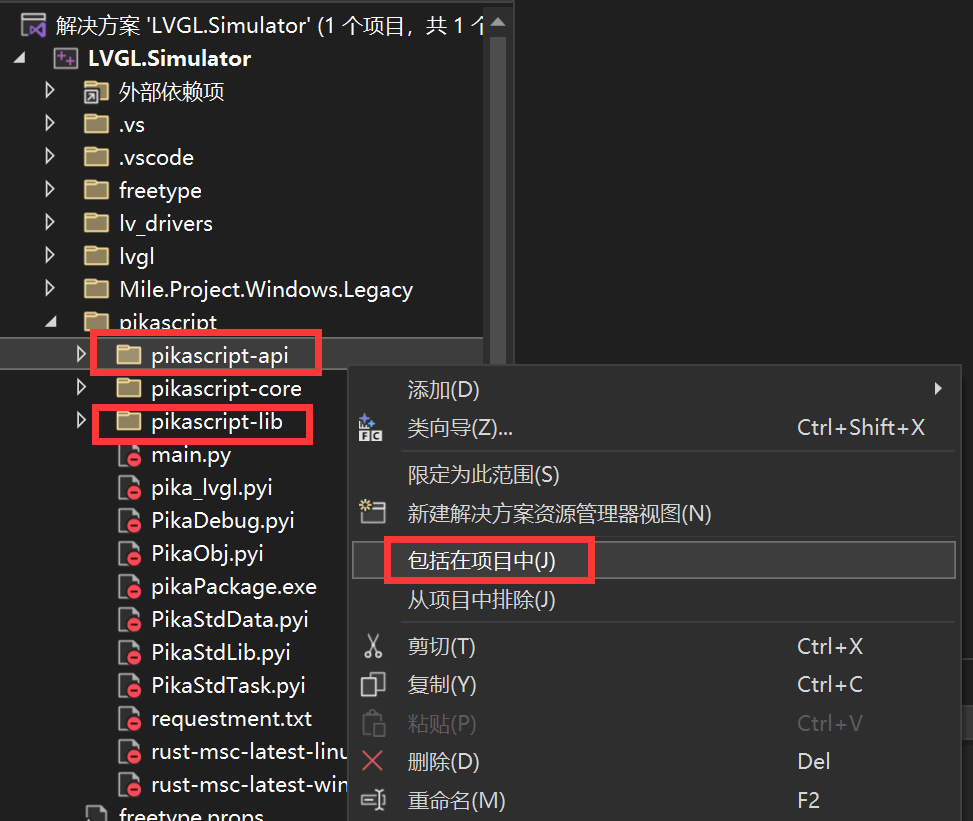 解决方案 'LVGL.Simulator' (1 个项目，共 1 个
LVGL.Simulator
外部依赖项
.vs
.vscode
freetype
lv_drivers
lvgl
Mile.Project.Windows.Legacy
pikascript
pikascript-api
pikascript-core
pikascript-lib
main.py
pika_lvgl.pyi
PikaDebug.pyi
PikaObj.pyi
pikaPackage.exe
PikaStdData.pyi
PikaStdLib.pyi
PikaStdTask.pyi
requestment.txt
rust-msc-latest-linu
rust-msc-latest-win
freetype.props
添加(D)
类向导(Z)... Ctrl+Shift+X
限定为此范围(S)
新建解决方案资源管理器视图(N)
包括在项目中(J)
从项目中排除(J)
剪切(T) Ctrl+X
复制(Y) Ctrl+C
粘贴(P) Ctrl+V
删除(D) Del
重命名(M) F2